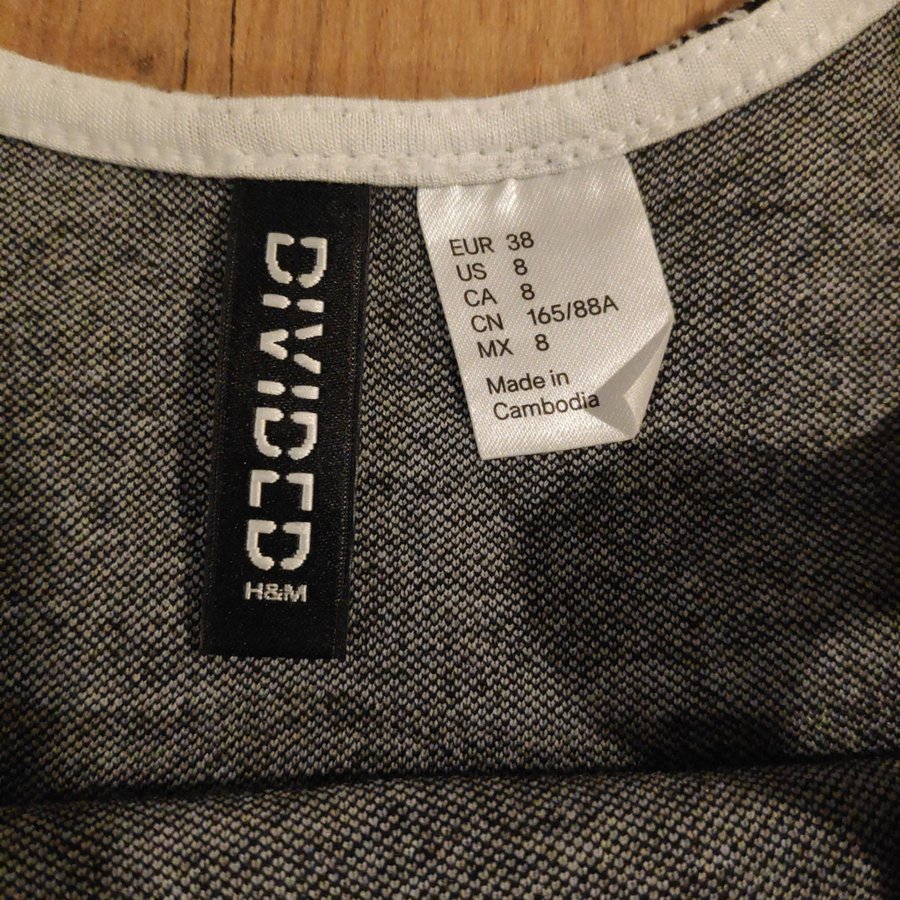 DIVIDED
H&M
EUR 38
US 8
CA 8
CN 165/88A
MX 8
Made in
Cambodia